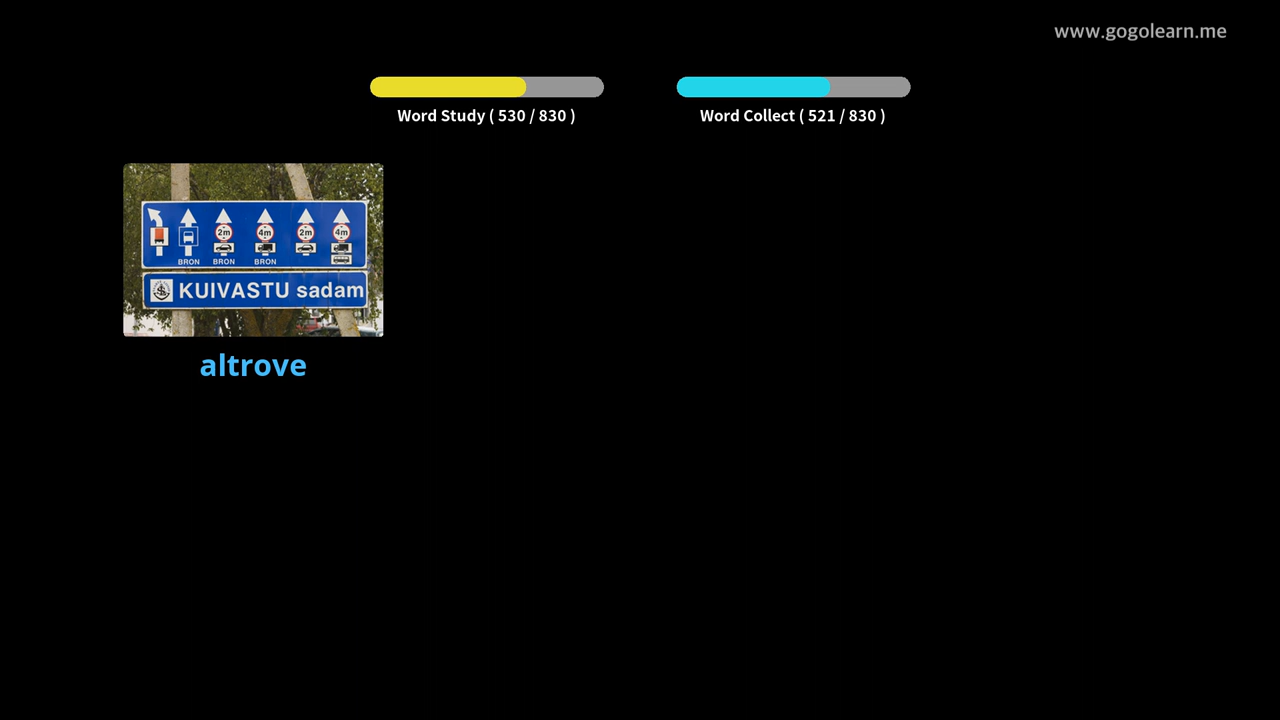 www.gogolearn.me
Word Study ( 530 / 830 )
Word Collect ( 521 / 830 )
2m 4m 2m 4m
BRON BRON BRON
KUIVASTU sadam
altrove